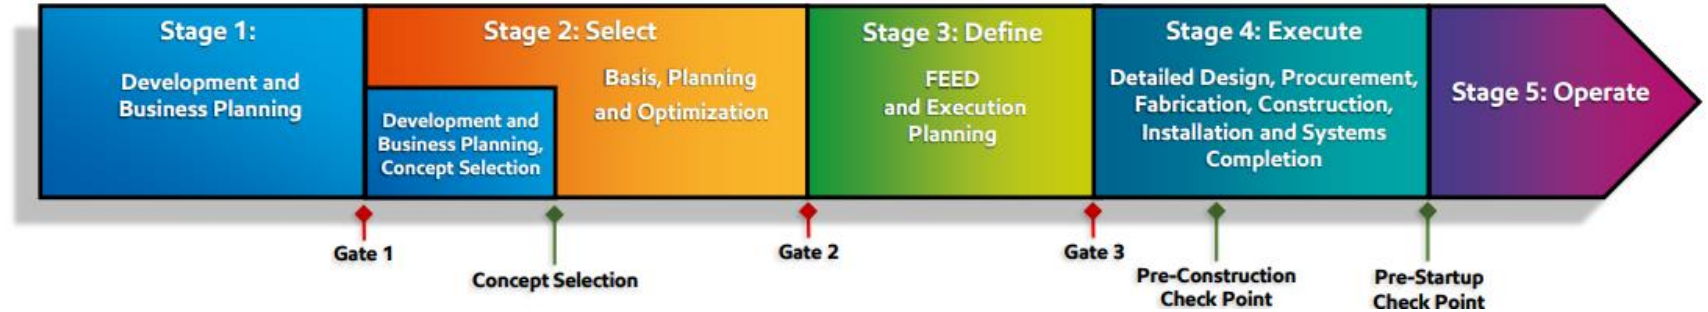 Stage 1:
Development and
Business Planning
Stage 2: Select
Basis, Planning
and Optimization
Development and
Business Planning,
Concept Selection
Stage 3: Define
FEED
and Execution
Planning
Stage 4: Execute
Detailed Design, Procurement,
Fabrication, Construction,
Installation and Systems
Completion
Stage 5: Operate
Gate 1
Concept Selection
Gate 2
Gate 3
Pre-Construction
Check Point
Pre-Startup
Check Point